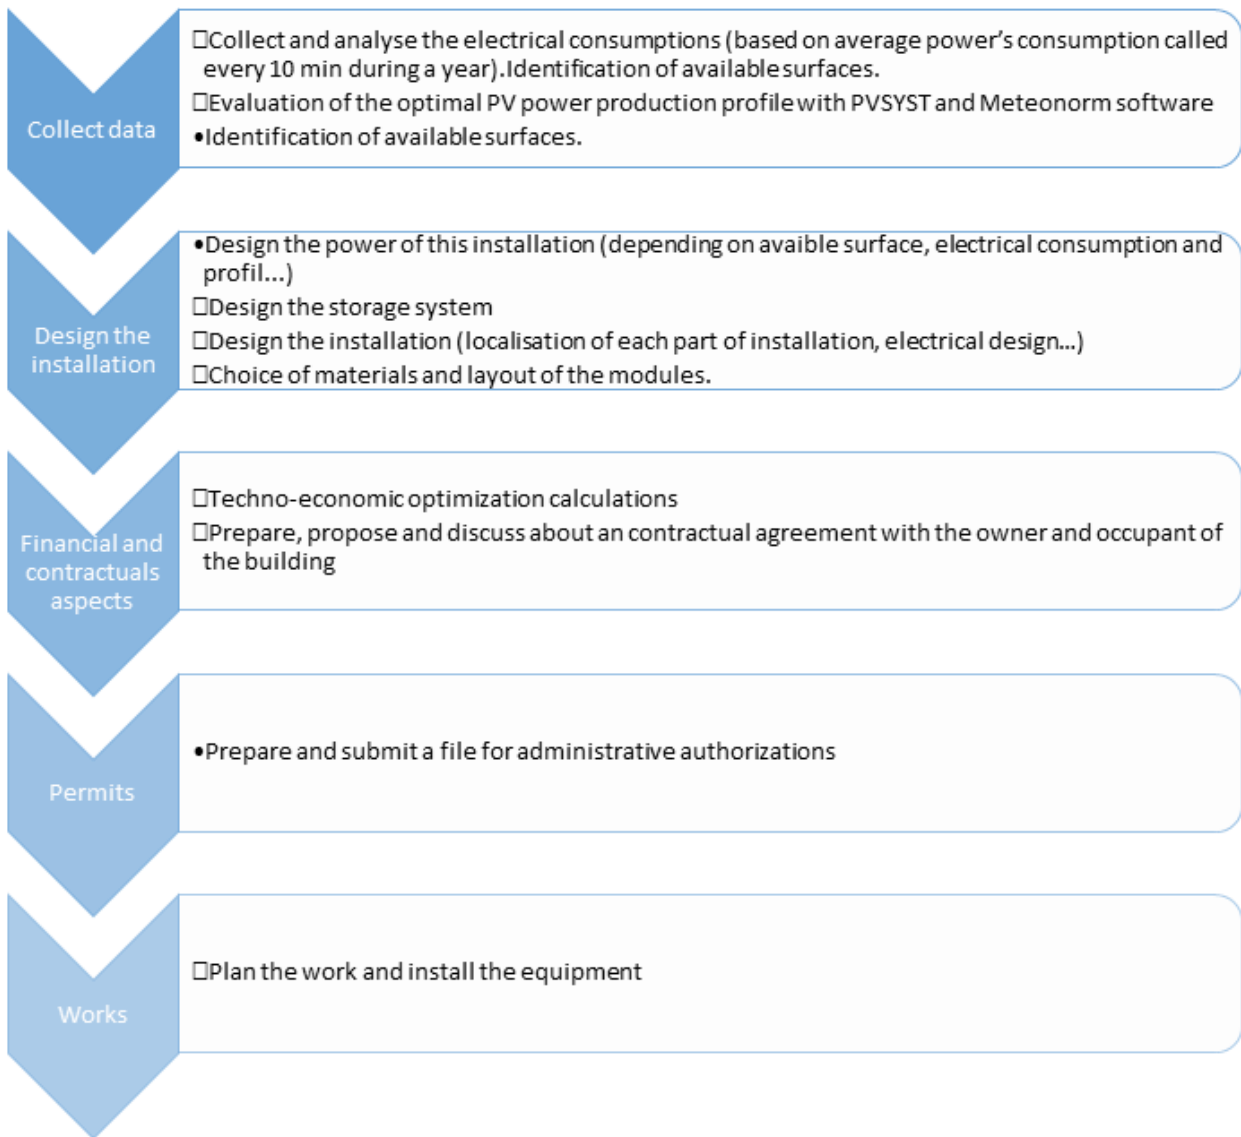 Collect data
□Collect and analyse the electrical consumptions (based on average power's consumption called
every 10 min during a year).Identification of available surfaces.
□Evaluation of the optimal PV power production profile with PVSYST and Meteonorm software
•Identification of available surfaces.
Design the
installation
•Design the power of this installation (depending on avaible surface, electrical consumption and
profil...)
□Design the storage system
□Design the installation (localisation of each part of installation, electrical design...)
□Choice of materials and layout of the modules.
Financial and
contractuals
aspects
□Techno-economic optimization calculations
□Prepare, propose and discuss about an contractual agreement with the owner and occupant of
the building
Permits
•Prepare and submit a file for administrative authorizations
Works
□Plan the work and install the equipment